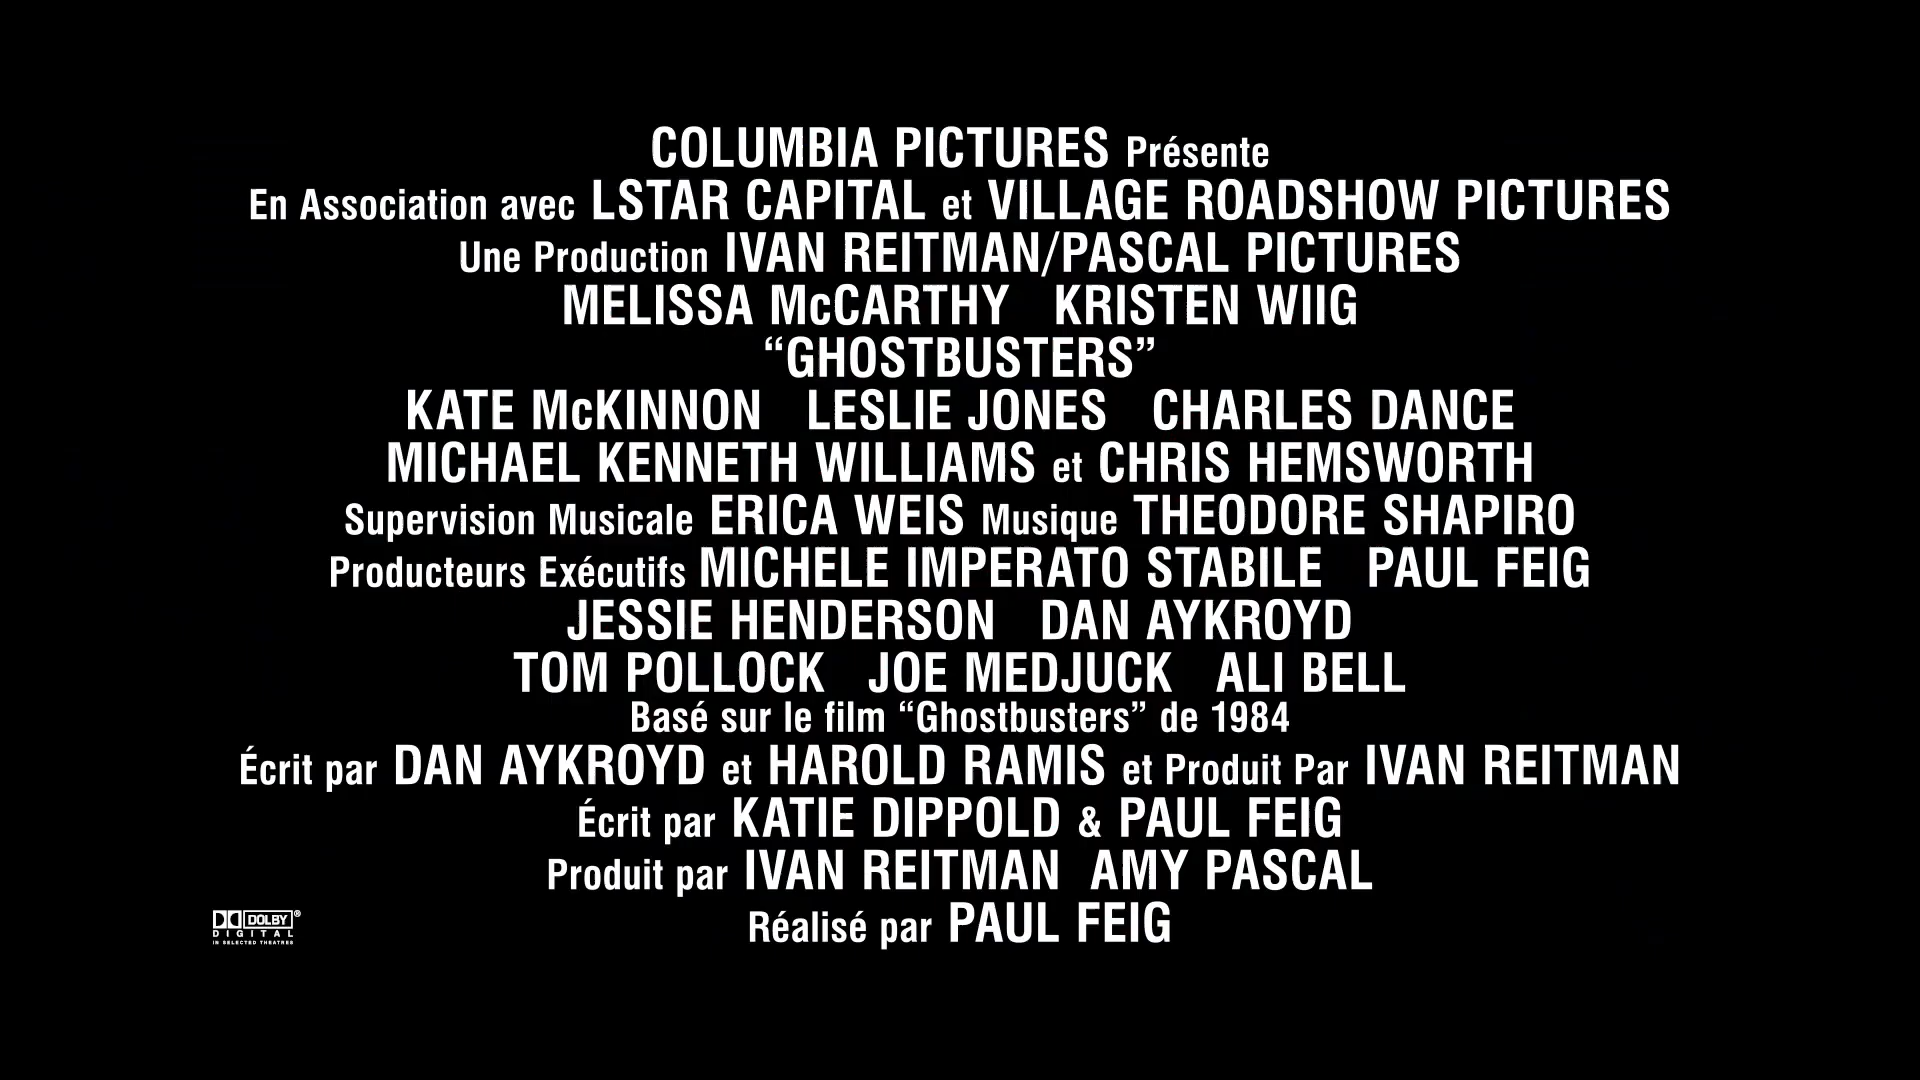 COLUMBIA PICTURES Présente
En Association avec LSTAR CAPITAL et VILLAGE ROADSHOW PICTURES
Une Production IVAN REITMAN/PASCAL PICTURES
MELISSA McCARTHY KRISTEN WIIG
“GHOSTBUSTERS”
KATE McKINNON LESLIE JONES CHARLES DANCE
MICHAEL KENNETH WILLIAMS et CHRIS HEMSWORTH
Supervision Musicale ERICA WEIS Musique THEODORE SHAPIRO
Producteurs Exécutifs MICHELE IMPERATO STABILE PAUL FEIG
JESSIE HENDERSON DAN AYKROYD
TOM POLLOCK JOE MEDJUCK ALI BELL
Basé sur le film “Ghostbusters” de 1984
Écrit par DAN AYKROYD et HAROLD RAMIS et Produit Par IVAN REITMAN
Écrit par KATIE DIPPOLD & PAUL FEIG
Produit par IVAN REITMAN AMY PASCAL
Réalisé par PAUL FEIG
DOLBY®
DIGITAL
IN SELECTED THEATRES